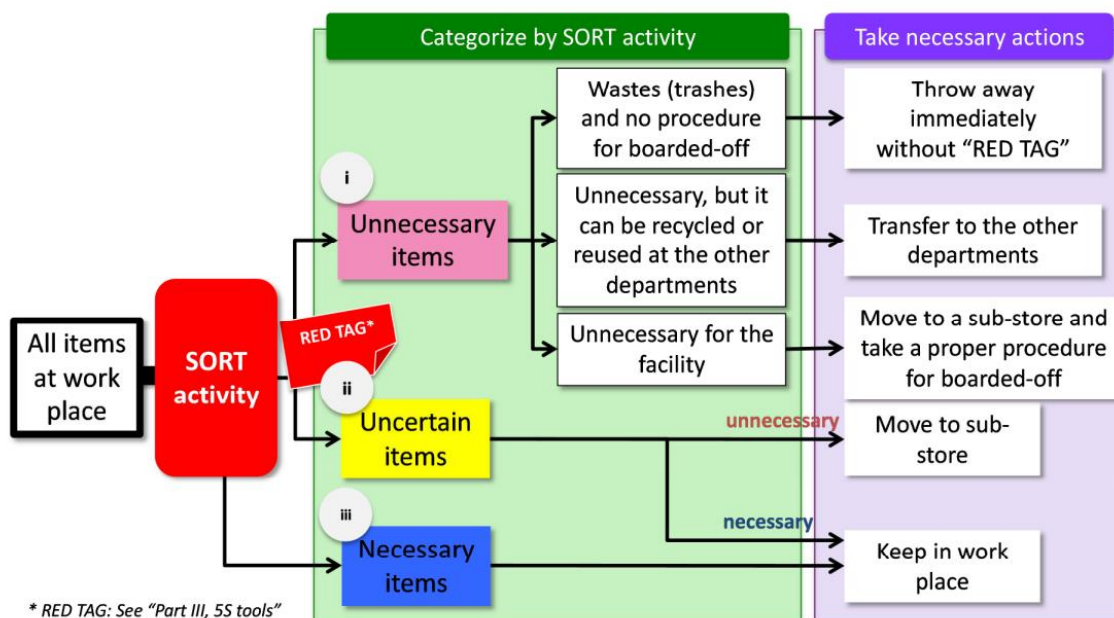 Categorize by SORT activity
Take necessary actions
Wastes (trashes)
and no procedure
for boarded-off
Throw away
immediately
without “RED TAG”
i
Unnecessary
items
Unnecessary, but it
can be recycled or
reused at the other
departments
Transfer to the other
departments
All items
at work
place
SORT
activity
RED TAG*
Unnecessary for the
facility
Move to a sub-store and
take a proper procedure
for boarded-off
ii
Uncertain
items
unnecessary
Move to sub-
store
iii
Necessary
items
necessary
Keep in work
place
* RED TAG: See “Part III, 5S tools”